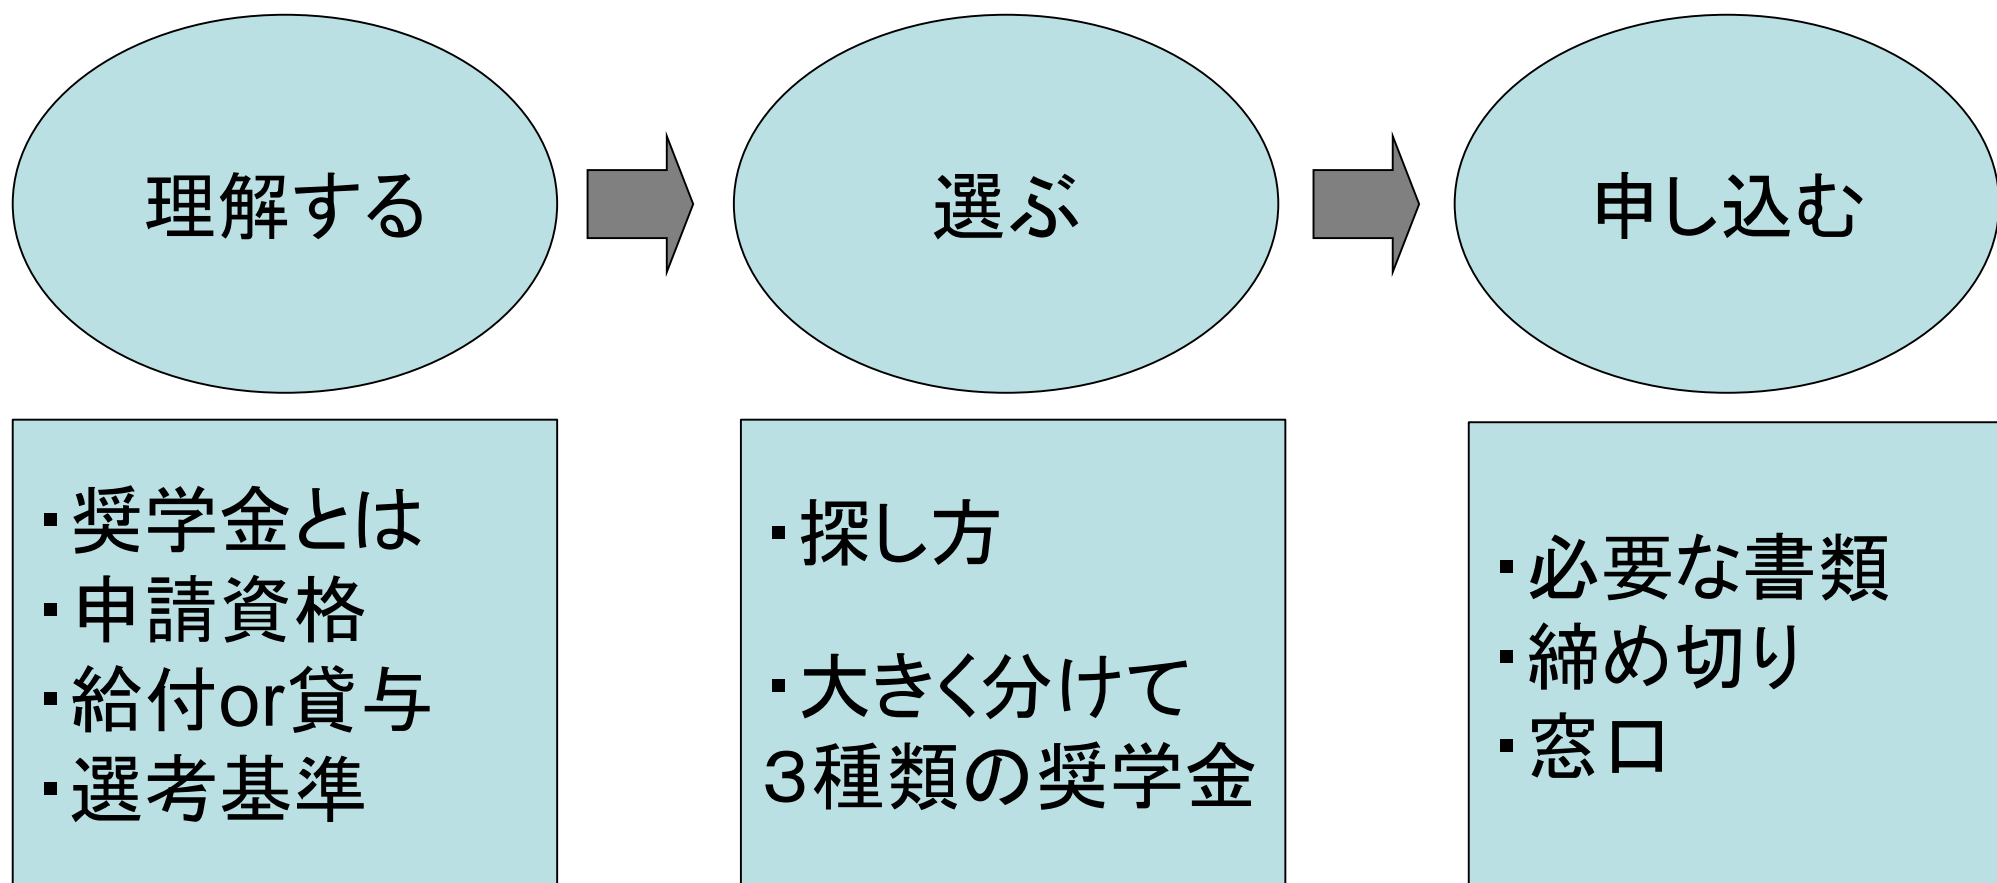 理解する
選ぶ
申し込む
・奨学金とは
・申請資格
・給付or貸与
・選考基準
・探し方
・大きく分けて
３種類の奨学金
・必要な書類
・締め切り
・窓口